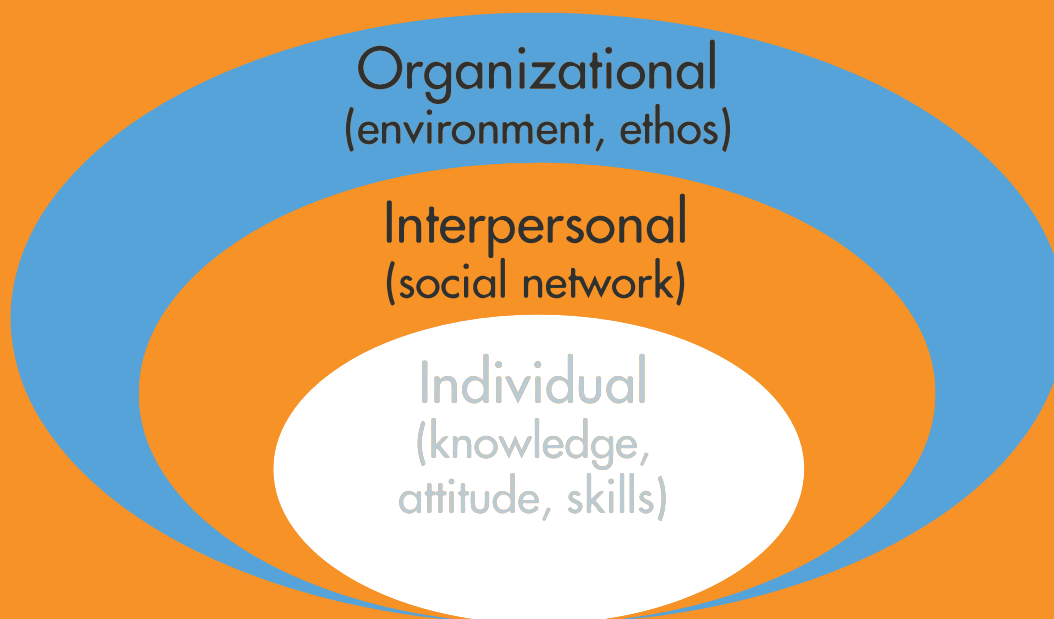 Organizational
(environment, ethos)
Interpersonal
(social network)
Individual
(knowledge,
attitude, skills)